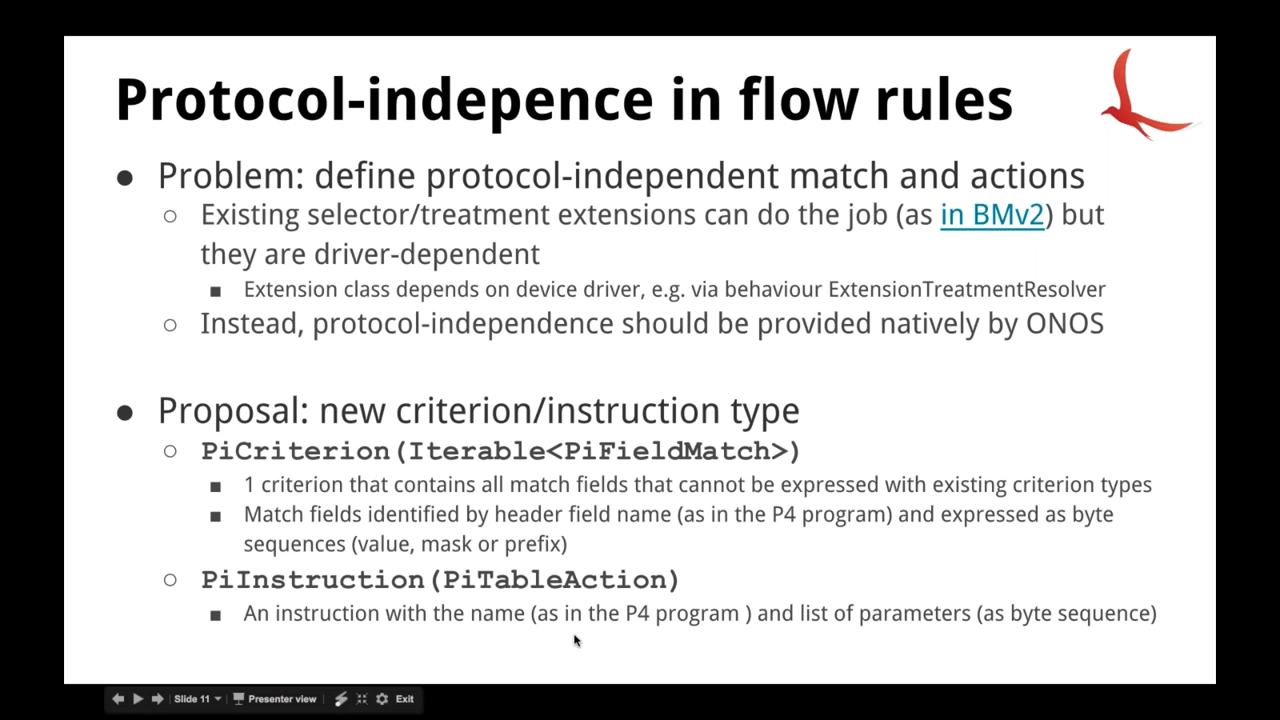 Protocol-indepence in flow rules
● Problem: define protocol-independent match and actions
○ Existing selector/treatment extensions can do the job (as in BMv2) but
they are driver-dependent
■ Extension class depends on device driver, e.g. via behaviour ExtensionTreatmentResolver
○ Instead, protocol-independence should be provided natively by ONOS
● Proposal: new criterion/instruction type
○ PiCriterion(Iterable<PiFieldMatch>)
■ 1 criterion that contains all match fields that cannot be expressed with existing criterion types
■ Match fields identified by header field name (as in the P4 program) and expressed as byte
sequences (value, mask or prefix)
○ PiInstruction(PiTableAction)
■ An instruction with the name (as in the P4 program ) and list of parameters (as byte sequence)
Slide 11 Presenter view Exit